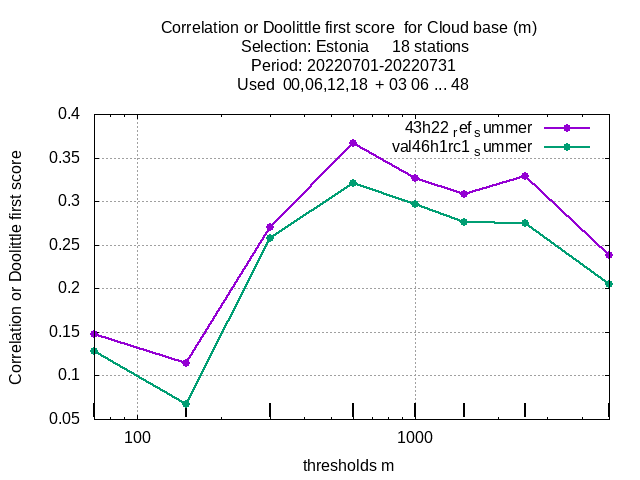 Correlation or Doolittle first score  for Cloud base (m)
Selection: Estonia     18 stations
Period: 20220701-20220731
Used  00,06,12,18  + 03 06 ... 48
43h22 ref summer
val46h1rc1 summer
Correlation or Doolittle first score
0.4
0.35
0.3
0.25
0.2
0.15
0.1
0.05
100
1000
thresholds m